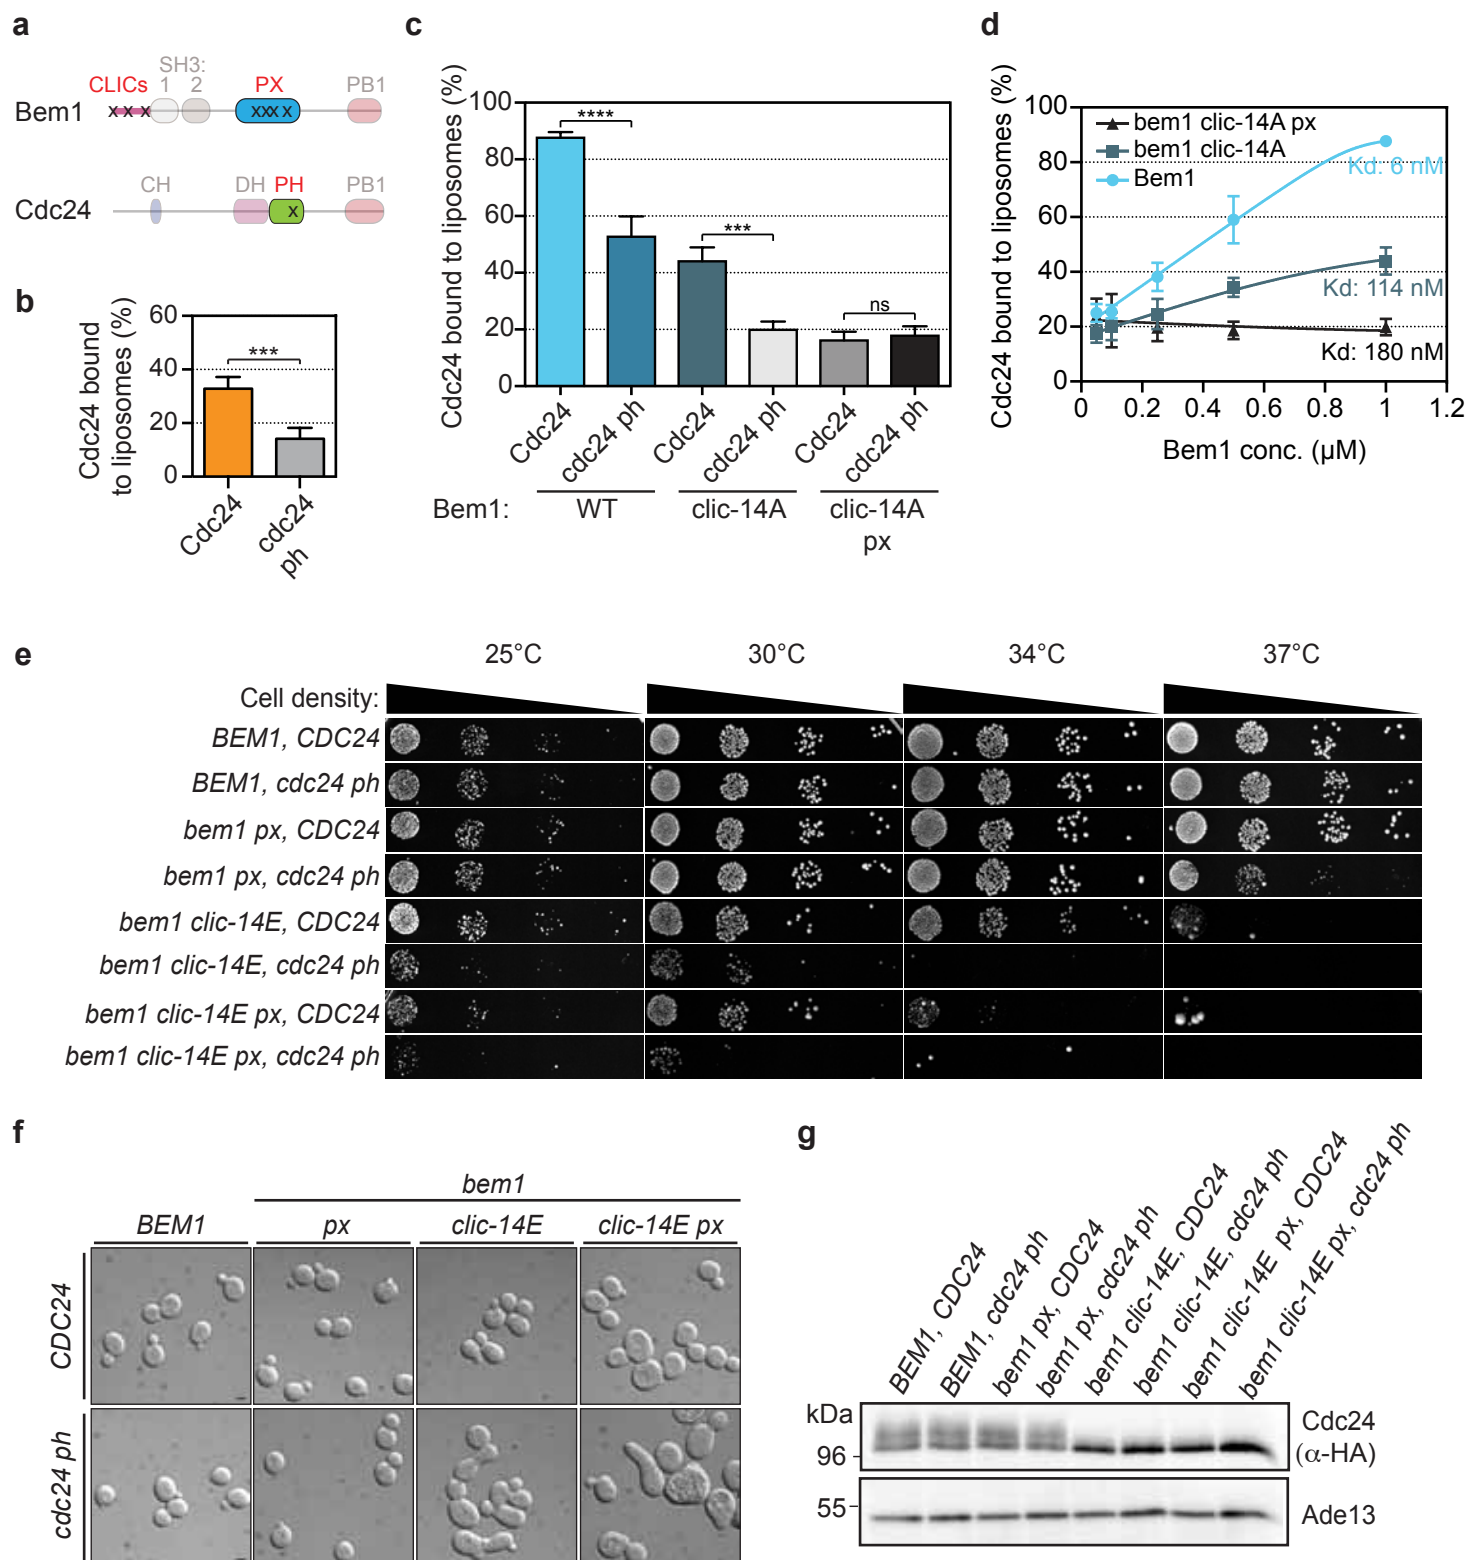 a
SH3:
CLICs 1 2 PX PB1
Bem1 x x x xxx x
CH DH PH PB1
Cdc24 x
b
Cdc24 bound
to liposomes (%)
60
40
20
0
***
Cdc24
cdc24
ph
c
Cdc24 bound to liposomes (%)
100
80
60
40
20
0
****
***
ns
Cdc24
cdc24 ph
Cdc24
cdc24 ph
Cdc24
cdc24 ph
Bem1: WT clic-14A clic-14A
px
d
Cdc24 bound to liposomes (%)
100
80
60
40
20
0
bem1 clic-14A px
bem1 clic-14A
Bem1
Kd: 6 nM
Kd: 114 nM
Kd: 180 nM
0 0.2 0.4 0.6 0.8 1 1.2
Bem1 conc. (µM)
e
25°C 30°C 34°C 37°C
Cell density:
BEM1, CDC24
BEM1, cdc24 ph
bem1 px, CDC24
bem1 px, cdc24 ph
bem1 clic-14E, CDC24
bem1 clic-14E, cdc24 ph
bem1 clic-14E px, CDC24
bem1 clic-14E px, cdc24 ph
f
bem1
BEM1 px clic-14E clic-14E px
CDC24
cdc24 ph
g
BEM1, CDC24
BEM1, cdc24 ph
bem1 px, CDC24
bem1 px, cdc24 ph
bem1 clic-14E, CDC24
bem1 clic-14E, cdc24 ph
bem1 clic-14E px, CDC24
bem1 clic-14E px, cdc24 ph
kDa
96
Cdc24
(α-HA)
55
Ade13